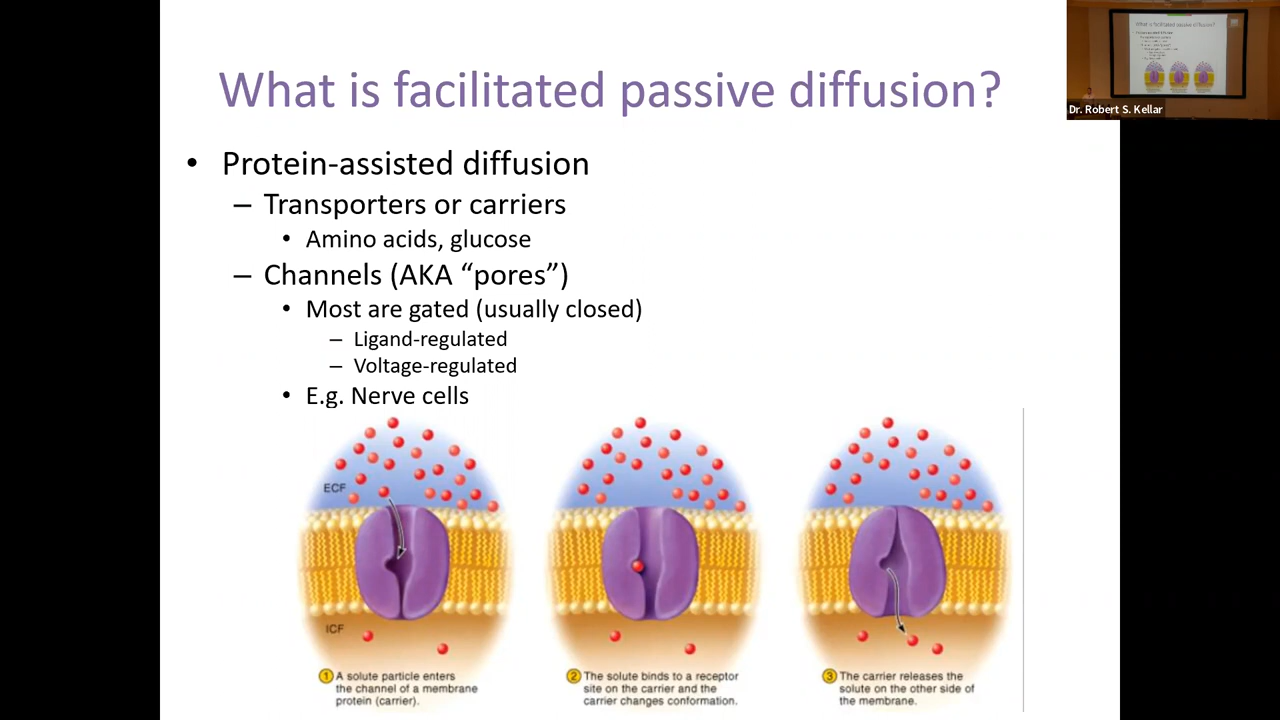 What is facilitated passive diffusion?
Dr. Robert S. Kellar
• Protein-assisted diffusion
– Transporters or carriers
• Amino acids, glucose
– Channels (AKA “pores”)
• Most are gated (usually closed)
– Ligand-regulated
– Voltage-regulated
• E.g. Nerve cells
ECF
ICF
1 A solute particle enters
the channel of a membrane
protein (carrier).
2 The solute binds to a receptor
site on the carrier and the
carrier changes conformation.
3 The carrier releases the
solute on the other side of
the membrane.